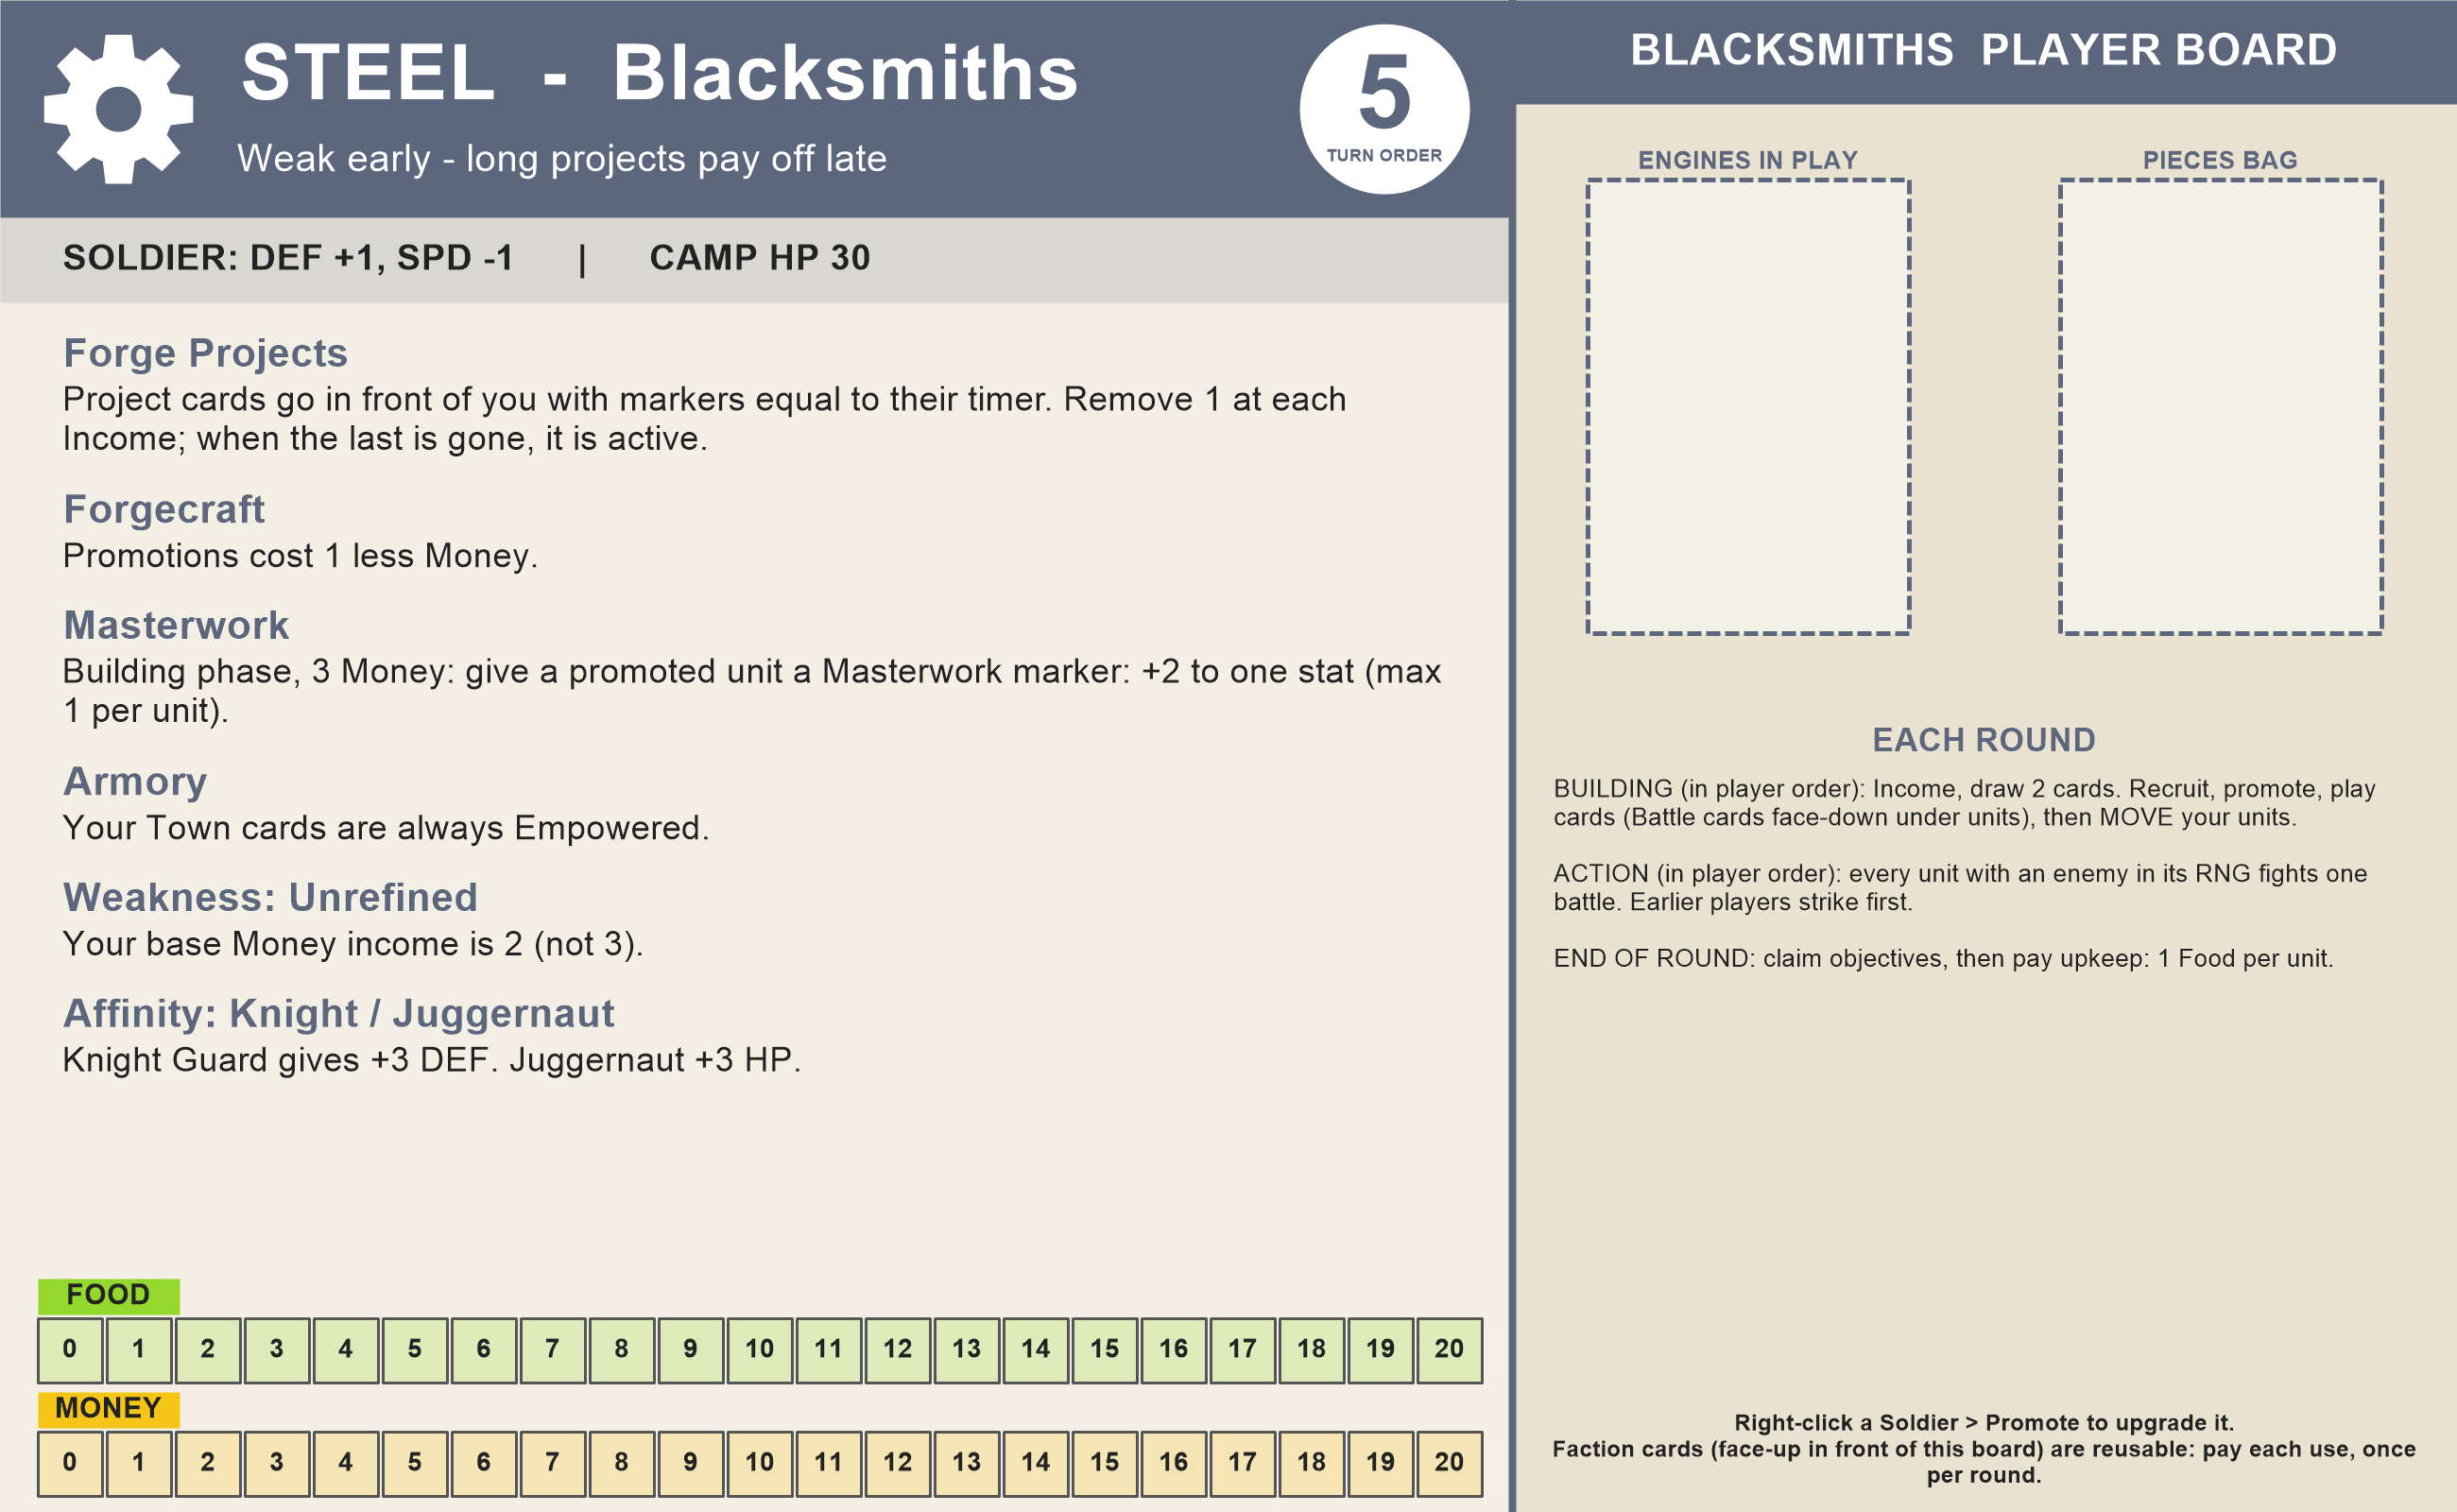 STEEL - Blacksmiths
Weak early - long projects pay off late
5
TURN ORDER
SOLDIER: DEF +1, SPD -1 | CAMP HP 30
Forge Projects
Project cards go in front of you with markers equal to their timer. Remove 1 at each
Income; when the last is gone, it is active.
Forgecraft
Promotions cost 1 less Money.
Masterwork
Building phase, 3 Money: give a promoted unit a Masterwork marker: +2 to one stat (max
1 per unit).
Armory
Your Town cards are always Empowered.
Weakness: Unrefined
Your base Money income is 2 (not 3).
Affinity: Knight / Juggernaut
Knight Guard gives +3 DEF. Juggernaut +3 HP.
FOOD
0 1 2 3 4 5 6 7 8 9 10 11 12 13 14 15 16 17 18 19 20
MONEY
0 1 2 3 4 5 6 7 8 9 10 11 12 13 14 15 16 17 18 19 20
BLACKSMITHS PLAYER BOARD
ENGINES IN PLAY
PIECES BAG
EACH ROUND
BUILDING (in player order): Income, draw 2 cards. Recruit, promote, play
cards (Battle cards face-down under units), then MOVE your units.
ACTION (in player order): every unit with an enemy in its RNG fights one
battle. Earlier players strike first.
END OF ROUND: claim objectives, then pay upkeep: 1 Food per unit.
Right-click a Soldier > Promote to upgrade it.
Faction cards (face-up in front of this board) are reusable: pay each use, once
per round.